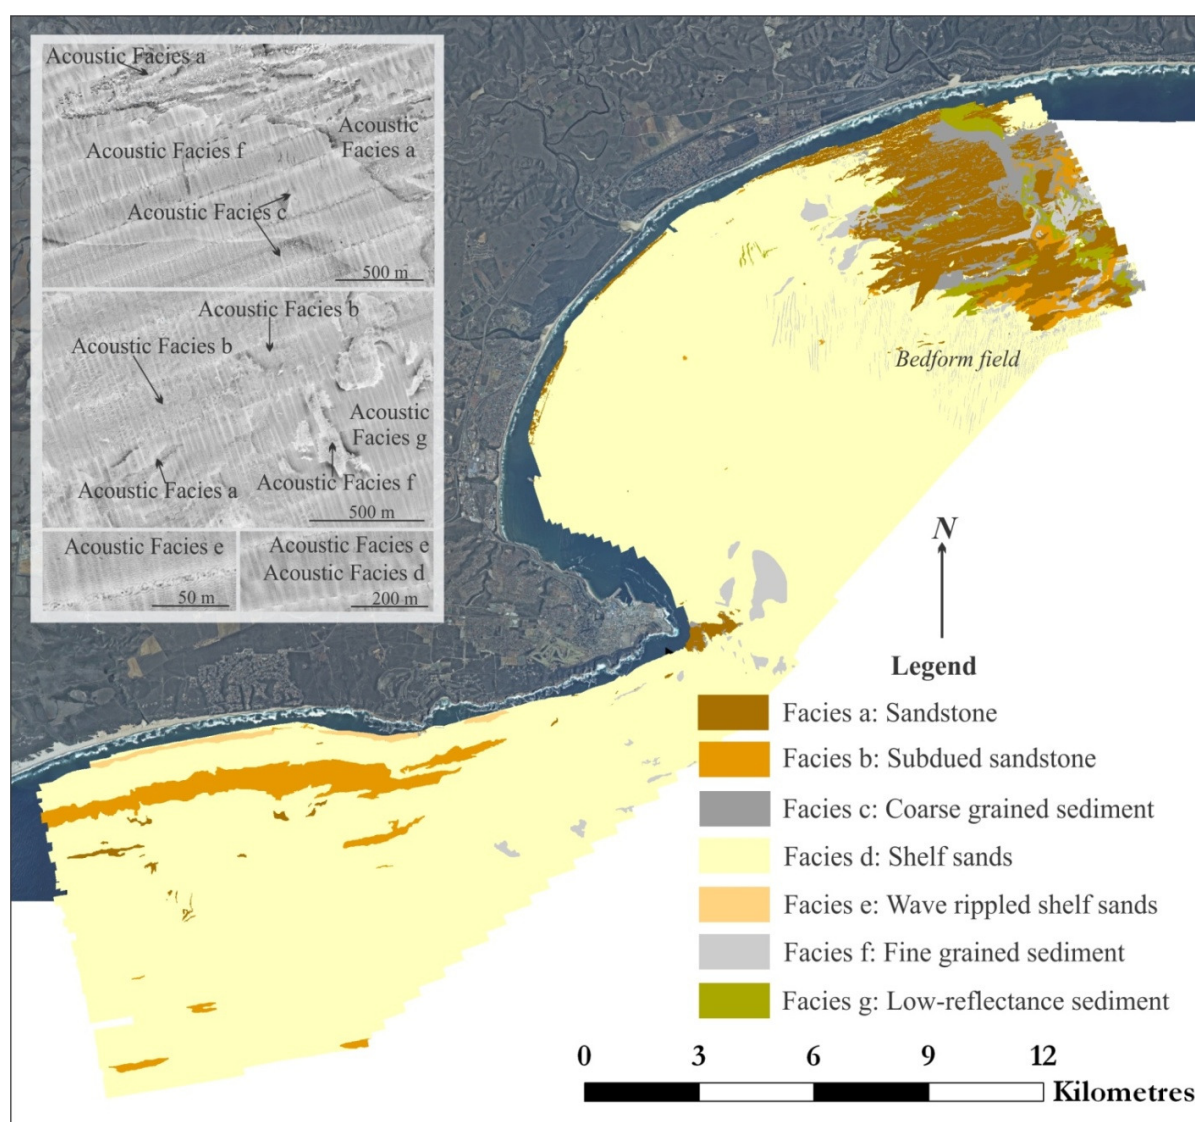 Acoustic Facies a
Acoustic Facies f
Acoustic
Facies a
Acoustic Facies c
500 m
Acoustic Facies b
Acoustic Facies b
Acoustic
Facies g
Acoustic Facies a
Acoustic Facies f
500 m
Acoustic Facies e
50 m
Acoustic Facies e
Acoustic Facies d
200 m
Bedform field
N
Legend
Facies a: Sandstone
Facies b: Subdued sandstone
Facies c: Coarse grained sediment
Facies d: Shelf sands
Facies e: Wave rippled shelf sands
Facies f: Fine grained sediment
Facies g: Low-reflectance sediment
0 3 6 9 12
Kilometres